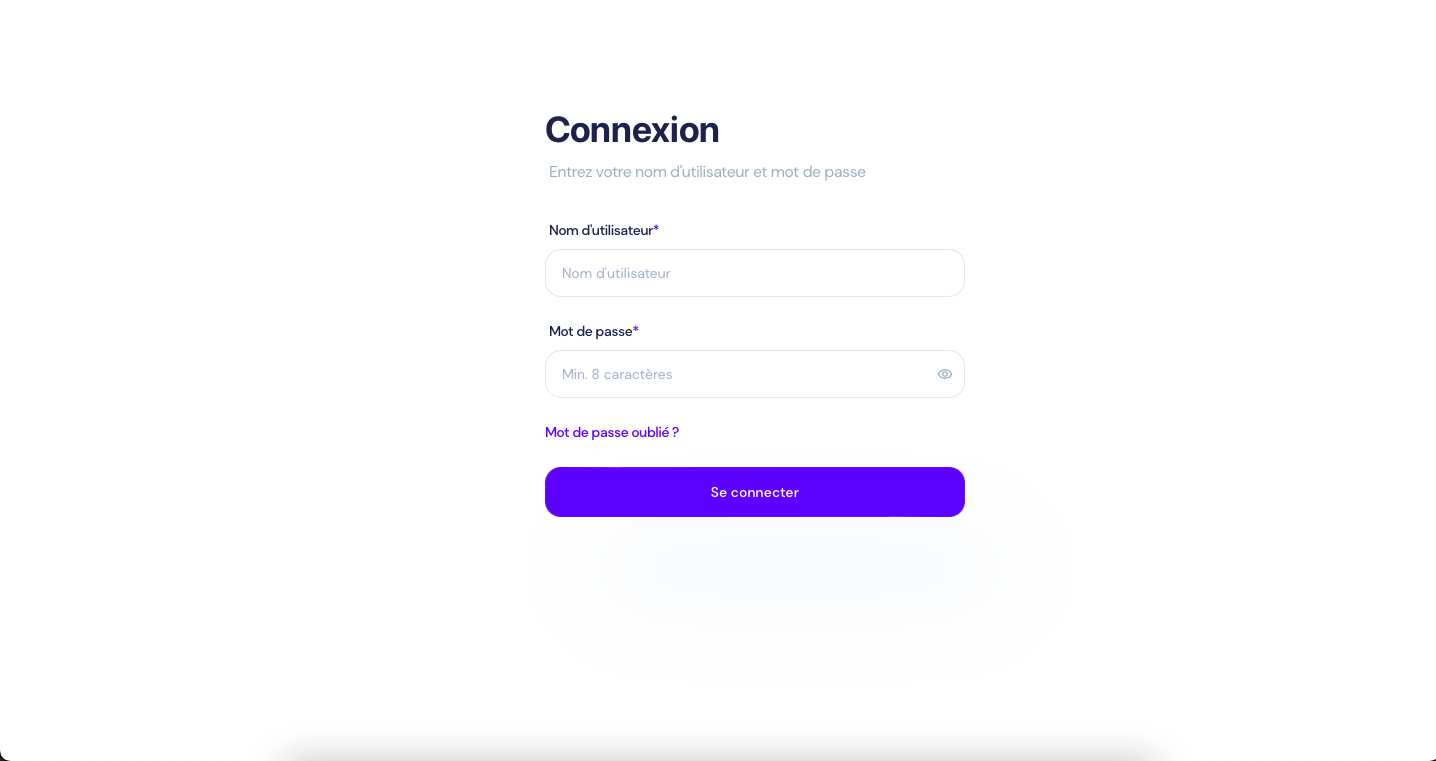 Connexion
Entrez votre nom d'utilisateur et mot de passe
Nom d'utilisateur*
Nom d'utilisateur
Mot de passe*
Min. 8 caractères
Mot de passe oublié ?
Se connecter